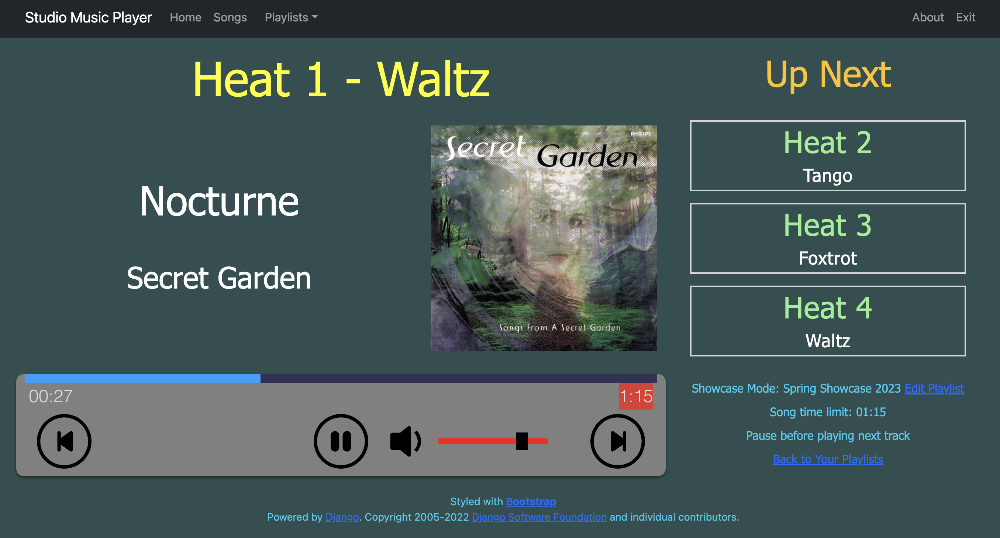 Studio Music Player Home Songs Playlists About Exit
Heat 1 - Waltz
Nocturne
Secret Garden
PHILIPS
Secret Garden
Songs From A Secret Garden
00:27 1:15
Up Next
Heat 2
Tango
Heat 3
Foxtrot
Heat 4
Waltz
Showcase Mode: Spring Showcase 2023 Edit Playlist
Song time limit: 01:15
Pause before playing next track
Back to Your Playlists
Styled with Bootstrap
Powered by Django. Copyright 2005-2022 Django Software Foundation and individual contributors.